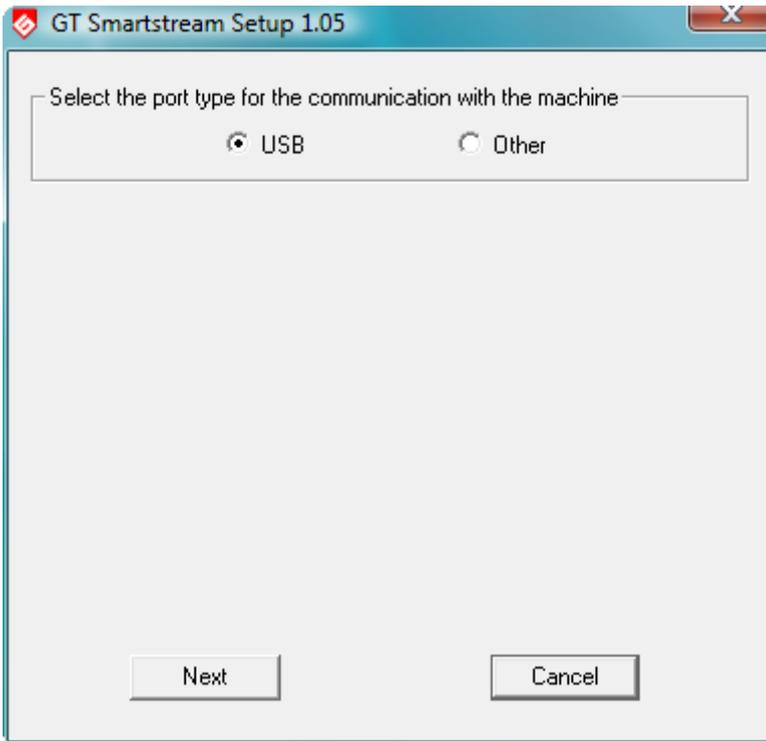 GT Smartstream Setup 1.05
Select the port type for the communication with the machine
USB Other
Next Cancel